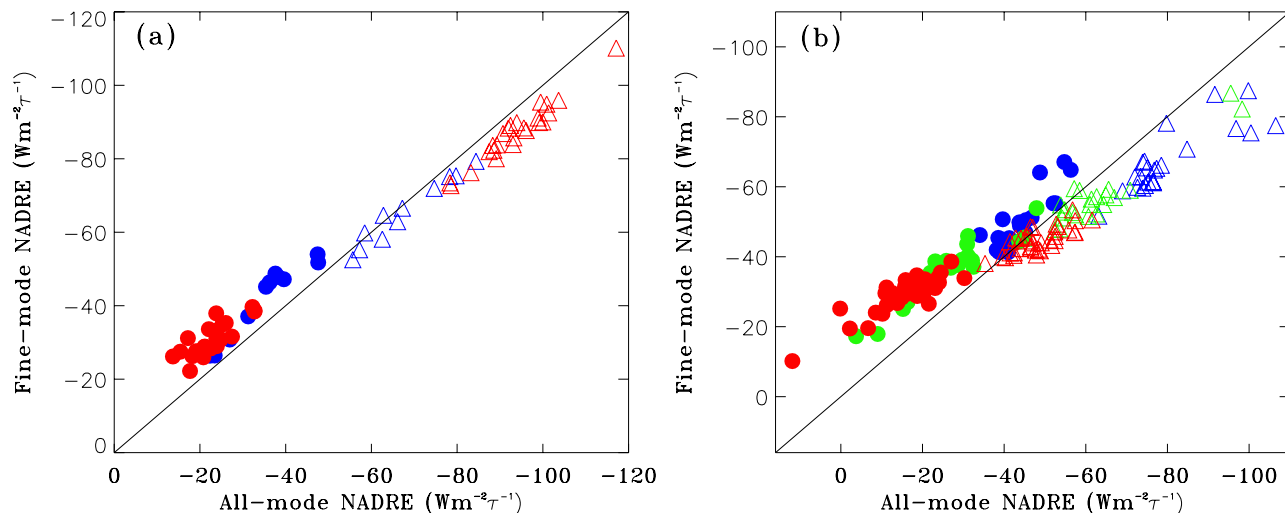 (a)
Fine-mode NADRE (Wm⁻²τ⁻¹)
-120
-100
-80
-60
-40
-20
0
0 -20 -40 -60 -80 -100 -120
All-mode NADRE (Wm⁻²τ⁻¹)
(b)
Fine-mode NADRE (Wm⁻²τ⁻¹)
-100
-80
-60
-40
-20
0
0 -20 -40 -60 -80 -100
All-mode NADRE (Wm⁻²τ⁻¹)